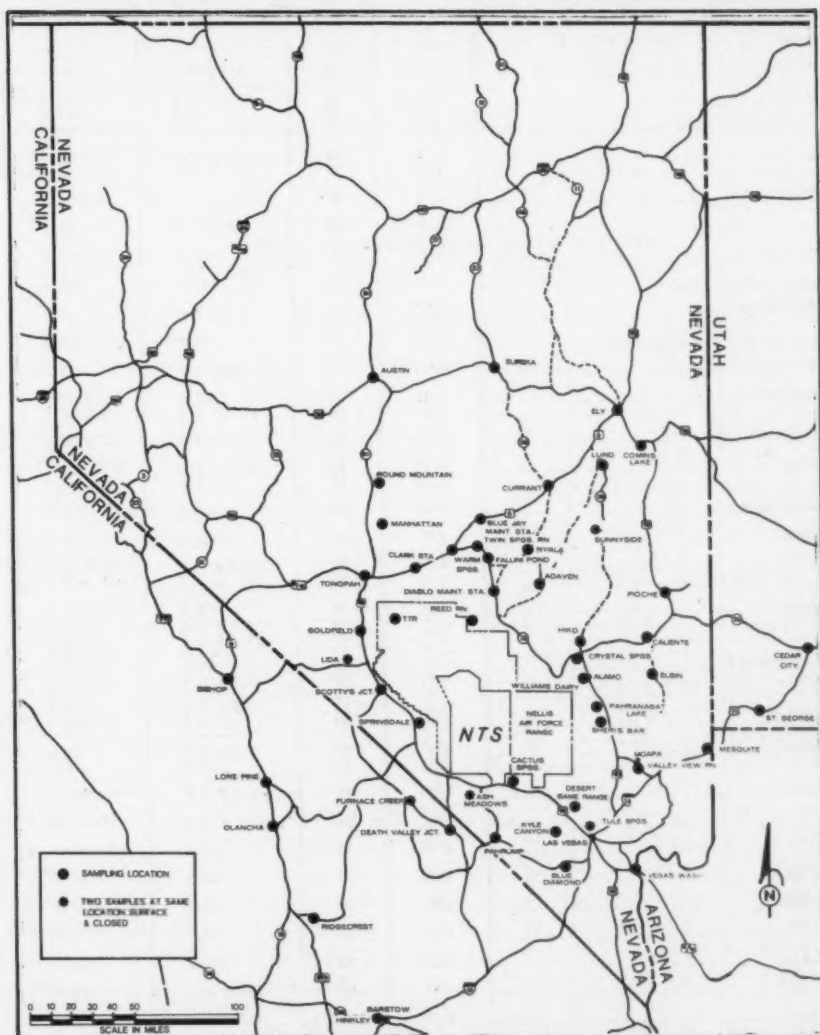 NEVADA
CALIFORNIA
UTAH
NEVADA
NEVADA
CALIFORNIA
AUSTIN
EUREKA
ELY
COMINS
LAKE
LUND
ROUND MOUNTAIN
CURRANT
MANHATTAN
BLUE JAY
MAINT STA.
TWIN SPGS. RN
SUNNYSIDE
NYALA
CLARK STA.
WARM
SPGS.
FALLINI POND
ADAVEN
TONOPAH
DIABLO MAINT. STA.
PIOCHE
REED RN
TTR
GOLDFIELD
HIKO
CALIENTE
CEDAR
CITY
CRYSTAL SPGS.
LIDA
BISHOP
SCOTTY'S JCT.
WILLIAMS DAIRY
ALAMO
ELGIN
NELLIS
AIR FORCE
RANGE
PAHRANAGAT
LAKE
ST. GEORGE
SPRINGDALE
NTS
SHERI'S BAR
MESQUITE
CACTUS
SPGS.
MOAPA
VALLEY VIEW RN
LONE PINE
FURNACE CREEK
ASH
MEADOWS
DESERT
GAME RANGE
TULE SPGS.
OLANCHA
DEATH VALLEY JCT.
KYLE
CANYON
LAS VEGAS
PAHRUMP
BLUE
DIAMOND
VEGAS WASH
SAMPLING LOCATION
TWO SAMPLES AT SAME
LOCATION SURFACE
& CLOSED
RIDGECREST
ARIZONA
NEVADA
N
BARSTOW
HINKLEY
0 10 20 30 40 50 100
SCALE IN MILES